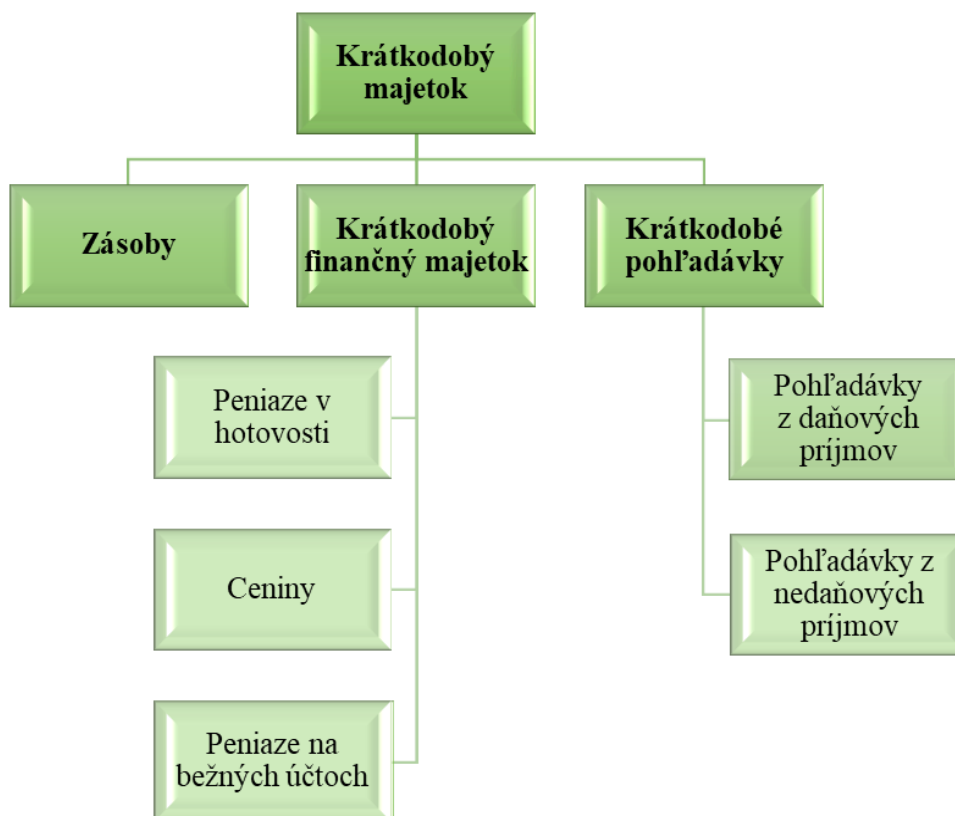 Krátkodobý
majetok
Zásoby
Krátkodobý
finančný majetok
Krátkodobé
pohľadávky
Peniaze v
hotovosti
Ceniny
Peniaze na
bežných účtoch
Pohľadávky
z daňových
príjmov
Pohľadávky z
nedaňových
príjmov